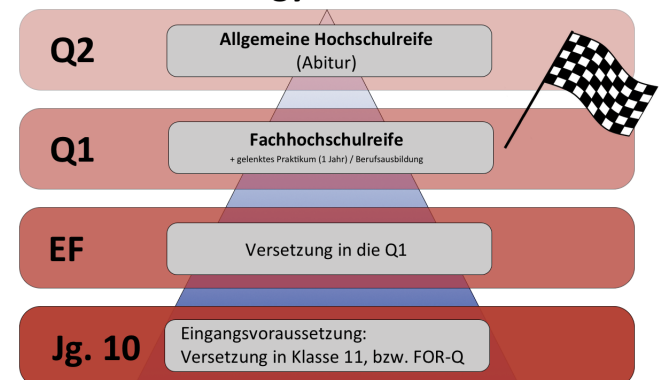 Q2
Allgemeine Hochschulreife
(Abitur)
Q1
Fachhochschulreife
+ gelenktes Praktikum (1 Jahr) / Berufsausbildung
EF
Versetzung in die Q1
Jg. 10
Eingangsvoraussetzung:
Versetzung in Klasse 11, bzw. FOR-Q